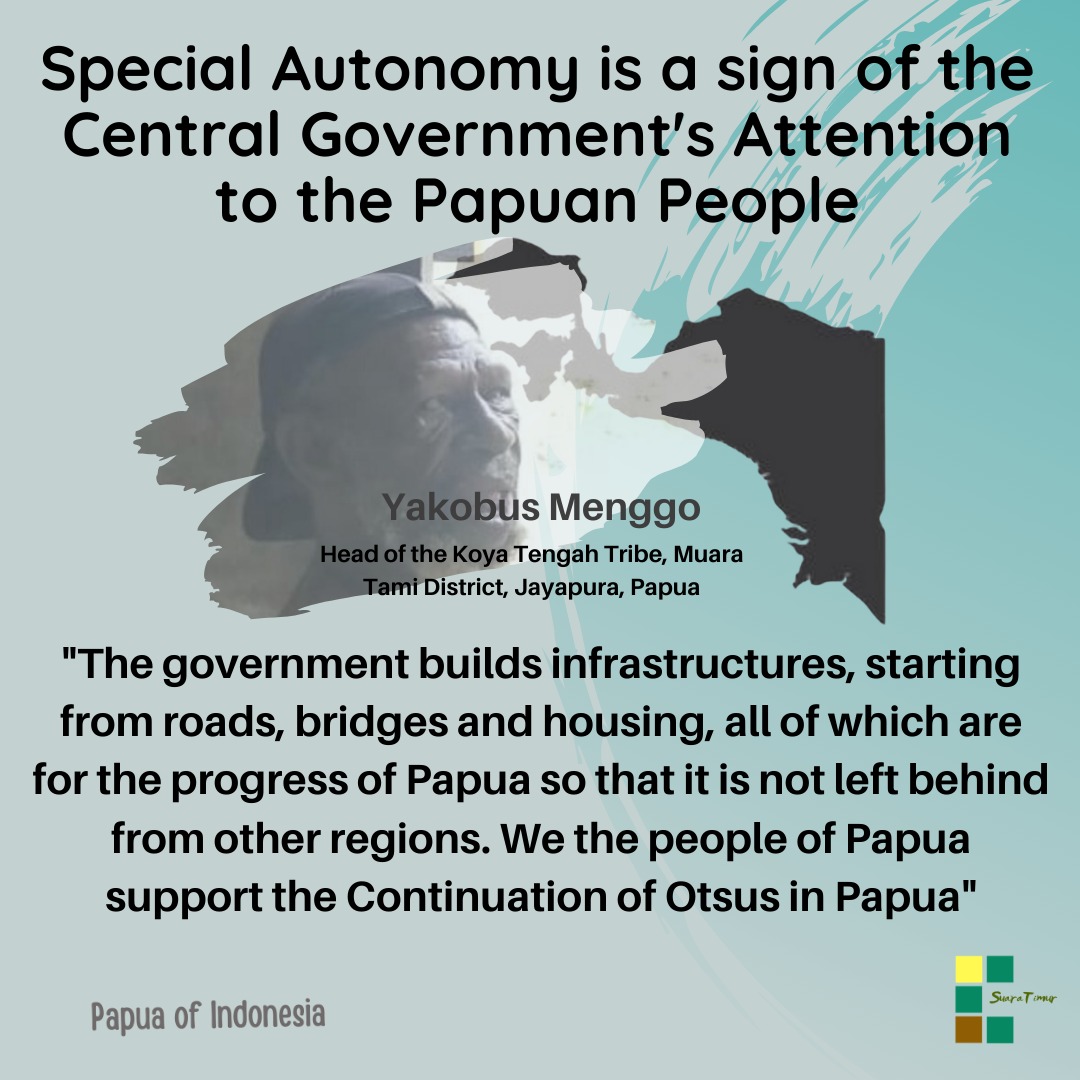 Special Autonomy is a sign of the
Central Government's Attention
to the Papuan People
Yakobus Menggo
Head of the Koya Tengah Tribe, Muara
Tami District, Jayapura, Papua
"The government builds infrastructures, starting
from roads, bridges and housing, all of which are
for the progress of Papua so that it is not left behind
from other regions. We the people of Papua
support the Continuation of Otsus in Papua"
Papua of Indonesia
Suara Timur